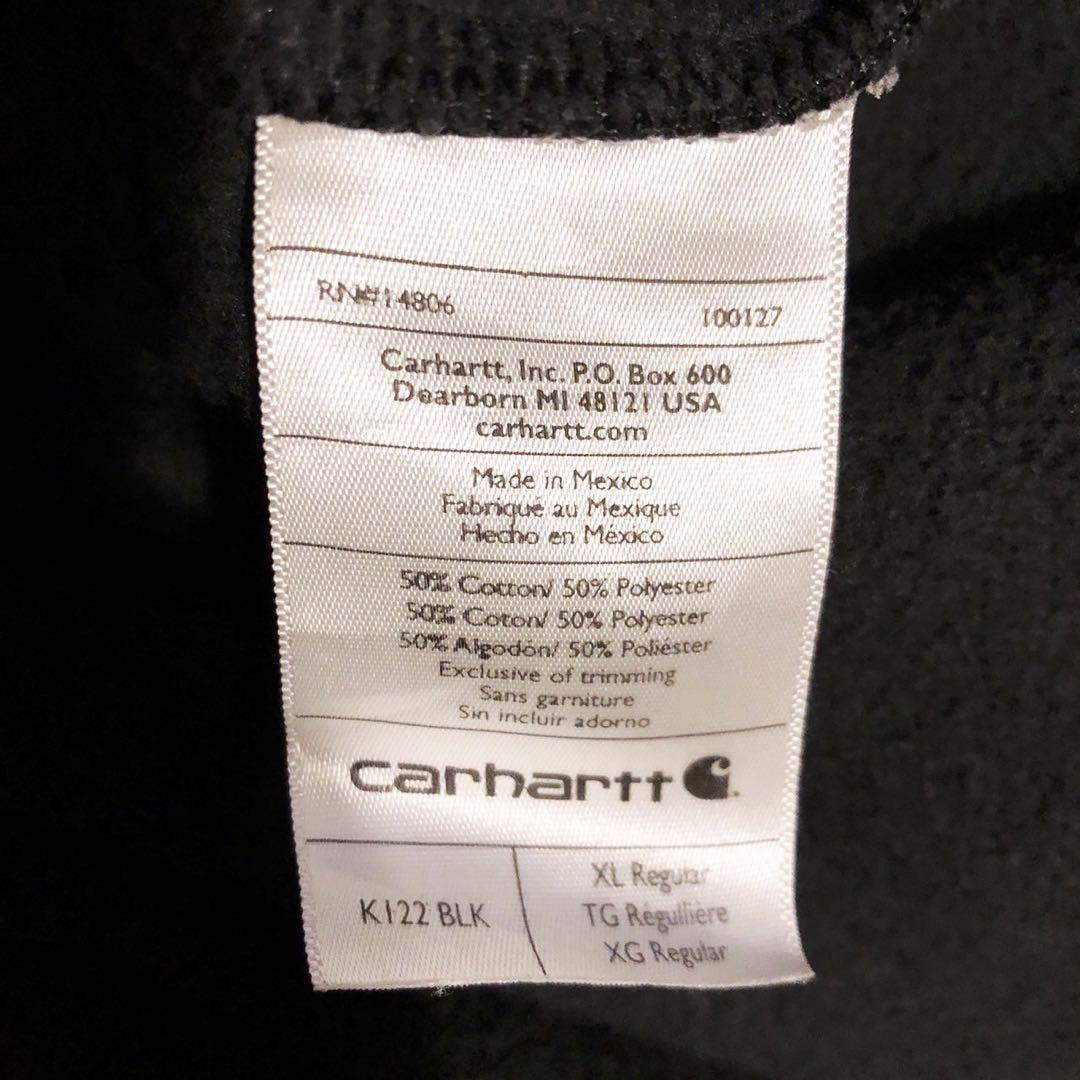 RN#14806 100127
Carhartt, Inc. P.O. Box 600
Dearborn MI 48121 USA
carhartt.com
Made in Mexico
Fabriqué au Mexique
Hecho en México
50% Cotton/ 50% Polyester
50% Coton/ 50% Polyester
50% Algodón/ 50% Poliéster
Exclusive of trimming
Sans garniture
Sin incluir adorno
carhartt
K122 BLK
XL Regular
TG Régullière
XG Regular